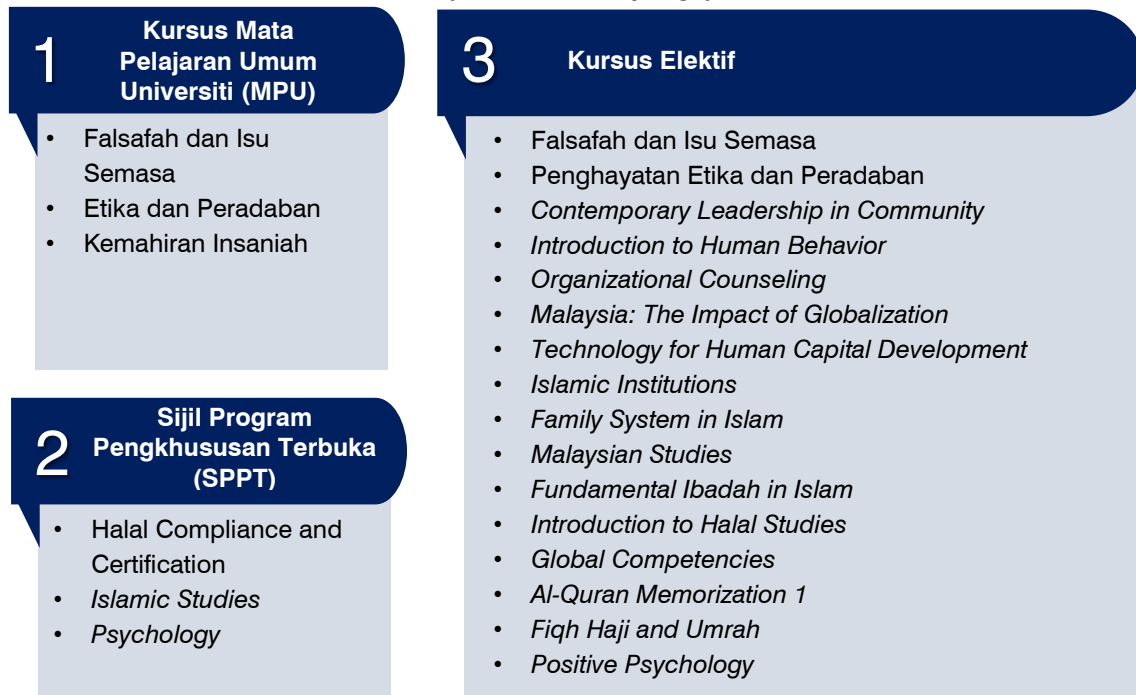 1
Kursus Mata
Pelajaran Umum
Universiti (MPU)
• Falsafah dan Isu
Semasa
• Etika dan Peradaban
• Kemahiran Insaniah
2
Sijil Program
Pengkhususan Terbuka
(SPPT)
• Halal Compliance and
Certification
• Islamic Studies
• Psychology
3
Kursus Elektif
• Falsafah dan Isu Semasa
• Penghayatan Etika dan Peradaban
• Contemporary Leadership in Community
• Introduction to Human Behavior
• Organizational Counseling
• Malaysia: The Impact of Globalization
• Technology for Human Capital Development
• Islamic Institutions
• Family System in Islam
• Malaysian Studies
• Fundamental Ibadah in Islam
• Introduction to Halal Studies
• Global Competencies
• Al-Quran Memorization 1
• Fiqh Haji and Umrah
• Positive Psychology